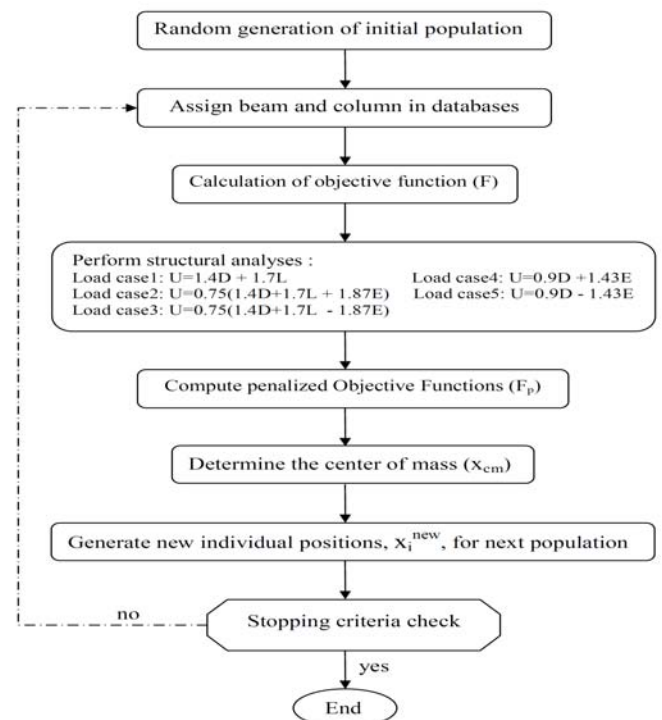 Random generation of initial population
Assign beam and column in databases
Calculation of objective function (F)
Perform structural analyses :
Load case1: U=1.4D + 1.7L
Load case2: U=0.75(1.4D+1.7L + 1.87E)
Load case3: U=0.75(1.4D+1.7L - 1.87E)
Load case4: U=0.9D +1.43E
Load case5: U=0.9D - 1.43E
Compute penalized Objective Functions (Fp)
Determine the center of mass (xcm)
Generate new individual positions, xi^new, for next population
no
Stopping criteria check
yes
End